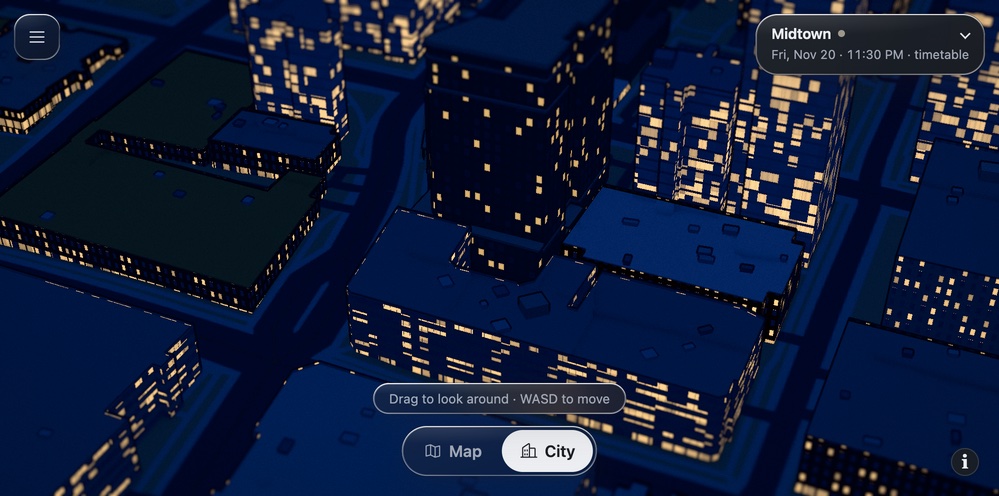 Midtown
Fri, Nov 20 · 11:30 PM · timetable
Drag to look around · WASD to move
Map
City
i